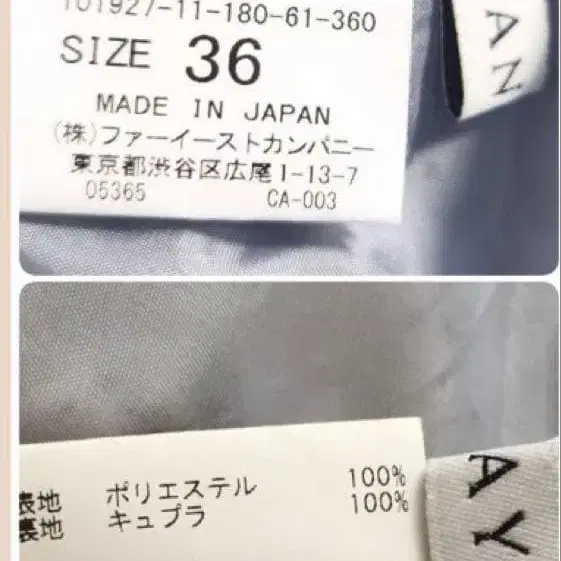 101927-11-180-61-360
SIZE 36
MADE IN JAPAN
(株)ファーイーストカンパニー
東京都渋谷区広尾1-13-7
05365 CA-003
AN
表地 ポリエステル 100%
裏地 キュプラ 100%
AY